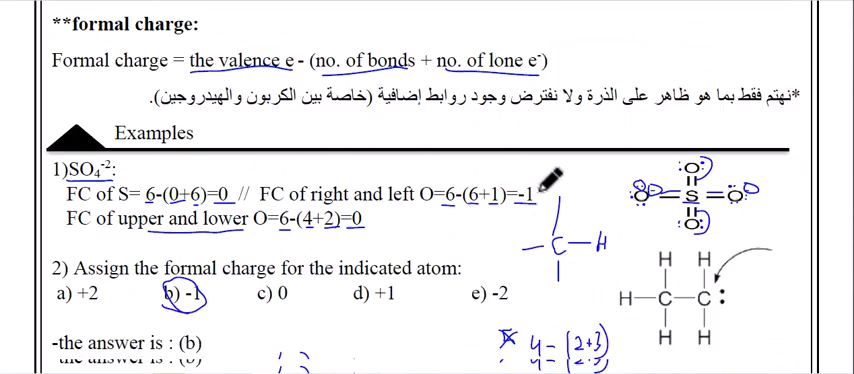 **formal charge:
Formal charge = the valence e - (no. of bonds + no. of lone e⁻)
*نهتم فقط بما هو ظاهر على الذرة ولا نفترض وجود روابط إضافية (خاصة بين الكربون والهيدروجين).
Examples
1)SO₄⁻²:
FC of S= 6-(0+6)=0 // FC of right and left O=6-(6+1)=-1
FC of upper and lower O=6-(4+2)=0
:O:
:O = S = O:
:O:
C—H
2) Assign the formal charge for the indicated atom:
a) +2 b) -1 c) 0 d) +1 e) -2
H H
H—C—C:
H H
-the answer is : (b)
4 - (2+3)